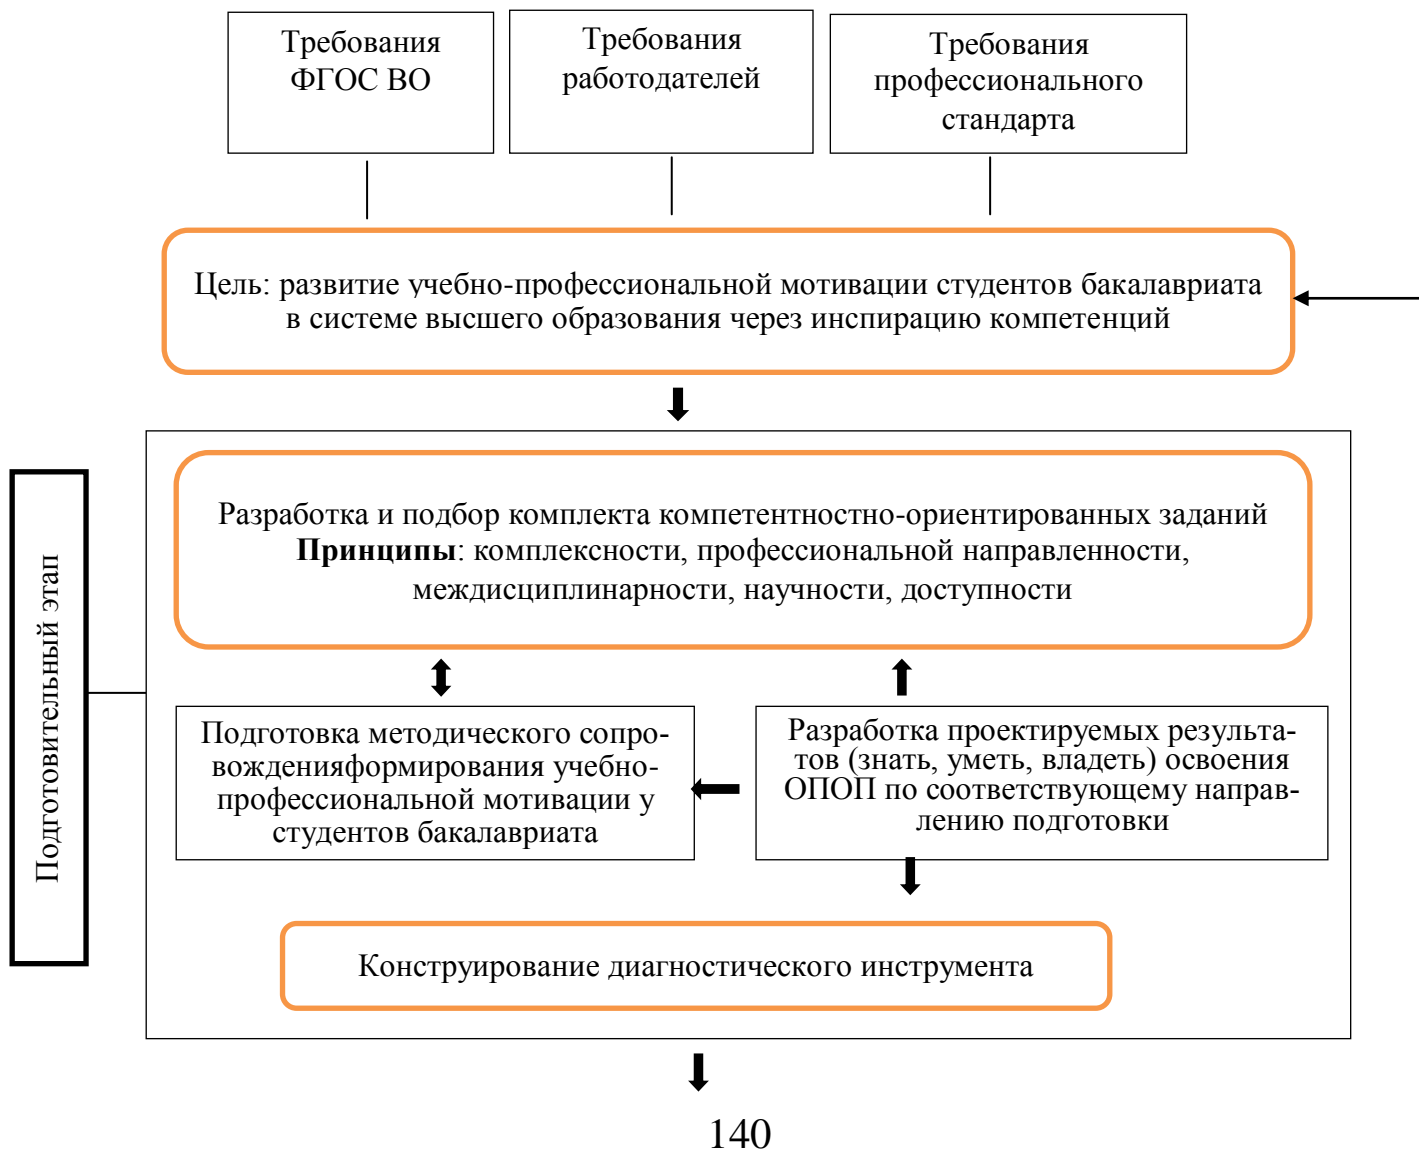 Требования
ФГОС ВО
Требования
работодателей
Требования
профессионального
стандарта
Цель: развитие учебно-профессиональной мотивации студентов бакалавриата
в системе высшего образования через инспирацию компетенций
Подготовительный этап
Разработка и подбор комплекта компетентностно-ориентированных заданий
Принципы: комплексности, профессиональной направленности,
междисциплинарности, научности, доступности
Подготовка методического сопро-
вожденияформирования учебно-
профессиональной мотивации у
студентов бакалавриата
Разработка проектируемых результа-
тов (знать, уметь, владеть) освоения
ОПОП по соответствующему направ-
лению подготовки
Конструирование диагностического инструмента
140